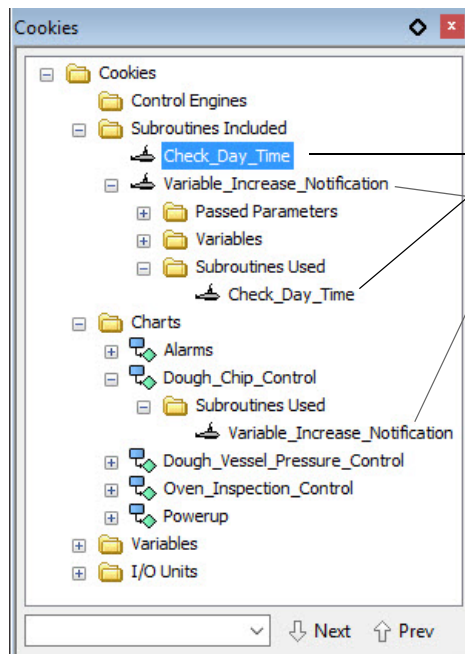 Cookies
Cookies
Control Engines
Subroutines Included
Check_Day_Time
Variable_Increase_Notification
Passed Parameters
Variables
Subroutines Used
Check_Day_Time
Charts
Alarms
Dough_Chip_Control
Subroutines Used
Variable_Increase_Notification
Dough_Vessel_Pressure_Control
Oven_Inspection_Control
Powerup
Variables
I/O Units
Next Prev